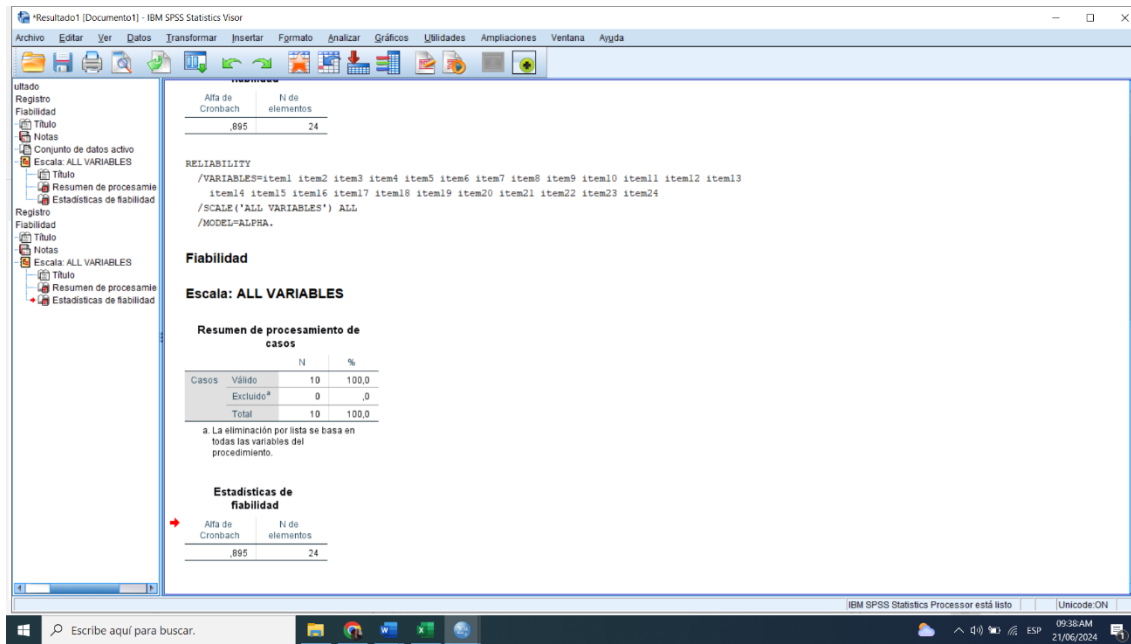 *Resultado1 [Documento1] - IBM SPSS Statistics Visor
Archivo Editar Ver Datos Transformar Insertar Formato Analizar Gráficos Utilidades Ampliaciones Ventana Ayuda
ultado
Registro
Fiabilidad
Título
Notas
Conjunto de datos activo
Escala: ALL VARIABLES
Título
Resumen de procesamie
Estadísticas de fiabilidad
Registro
Fiabilidad
Título
Notas
Escala: ALL VARIABLES
Título
Resumen de procesamie
Estadísticas de fiabilidad
Alfa de Cronbach N de elementos
,895 24
RELIABILITY
/VARIABLES=item1 item2 item3 item4 item5 item6 item7 item8 item9 item10 item11 item12 item13
item14 item15 item16 item17 item18 item19 item20 item21 item22 item23 item24
/SCALE('ALL VARIABLES') ALL
/MODEL=ALPHA.
Fiabilidad
Escala: ALL VARIABLES
Resumen de procesamiento de
casos
N %
Casos Válido 10 100,0
Excluido^a 0 ,0
Total 10 100,0
a. La eliminación por lista se basa en
todas las variables del
procedimiento.
Estadísticas de
fiabilidad
Alfa de Cronbach N de elementos
,895 24
IBM SPSS Statistics Processor está listo Unicode:ON
Escribe aquí para buscar.
ESP
09:38AM
21/06/2024
1